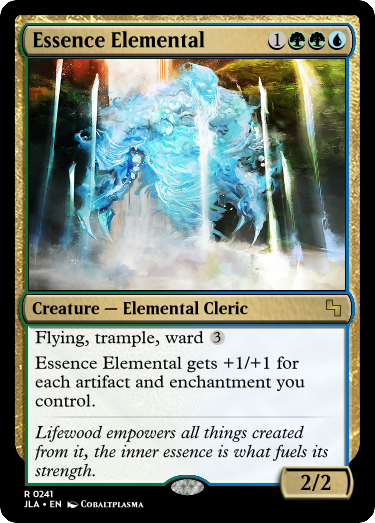 Essence Elemental 1
Creature — Elemental Cleric
Flying, trample, ward 3
Essence Elemental gets +1/+1 for
each artifact and enchantment you
control.
Lifewood empowers all things created
from it, the inner essence is what fuels its
strength.
2/2
R 0241
JLA • EN Cobaltplasma